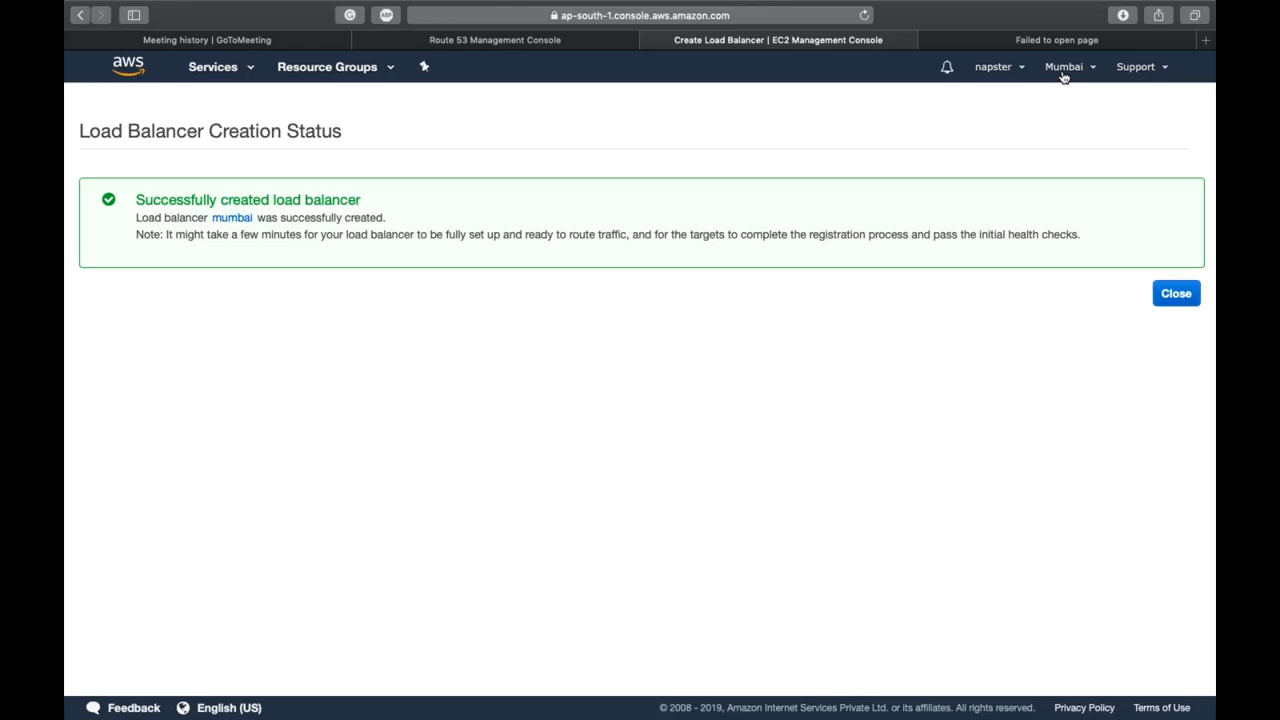 ap-south-1.console.aws.amazon.com
Meeting history | GoToMeeting
Route 53 Management Console
Create Load Balancer | EC2 Management Console
Failed to open page
aws
Services
Resource Groups
napster
Mumbai
Support
Load Balancer Creation Status
Successfully created load balancer
Load balancer mumbai was successfully created.
Note: It might take a few minutes for your load balancer to be fully set up and ready to route traffic, and for the targets to complete the registration process and pass the initial health checks.
Close
Feedback
English (US)
© 2008 - 2019, Amazon Internet Services Private Ltd. or its affiliates. All rights reserved.
Privacy Policy
Terms of Use